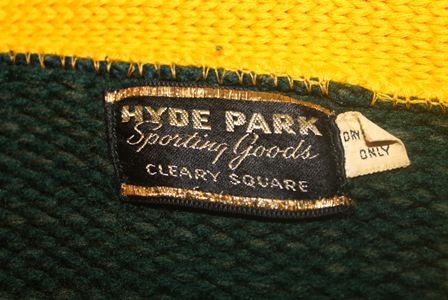 HYDE PARK
Sporting Goods
CLEARY SQUARE
DRY
ONLY